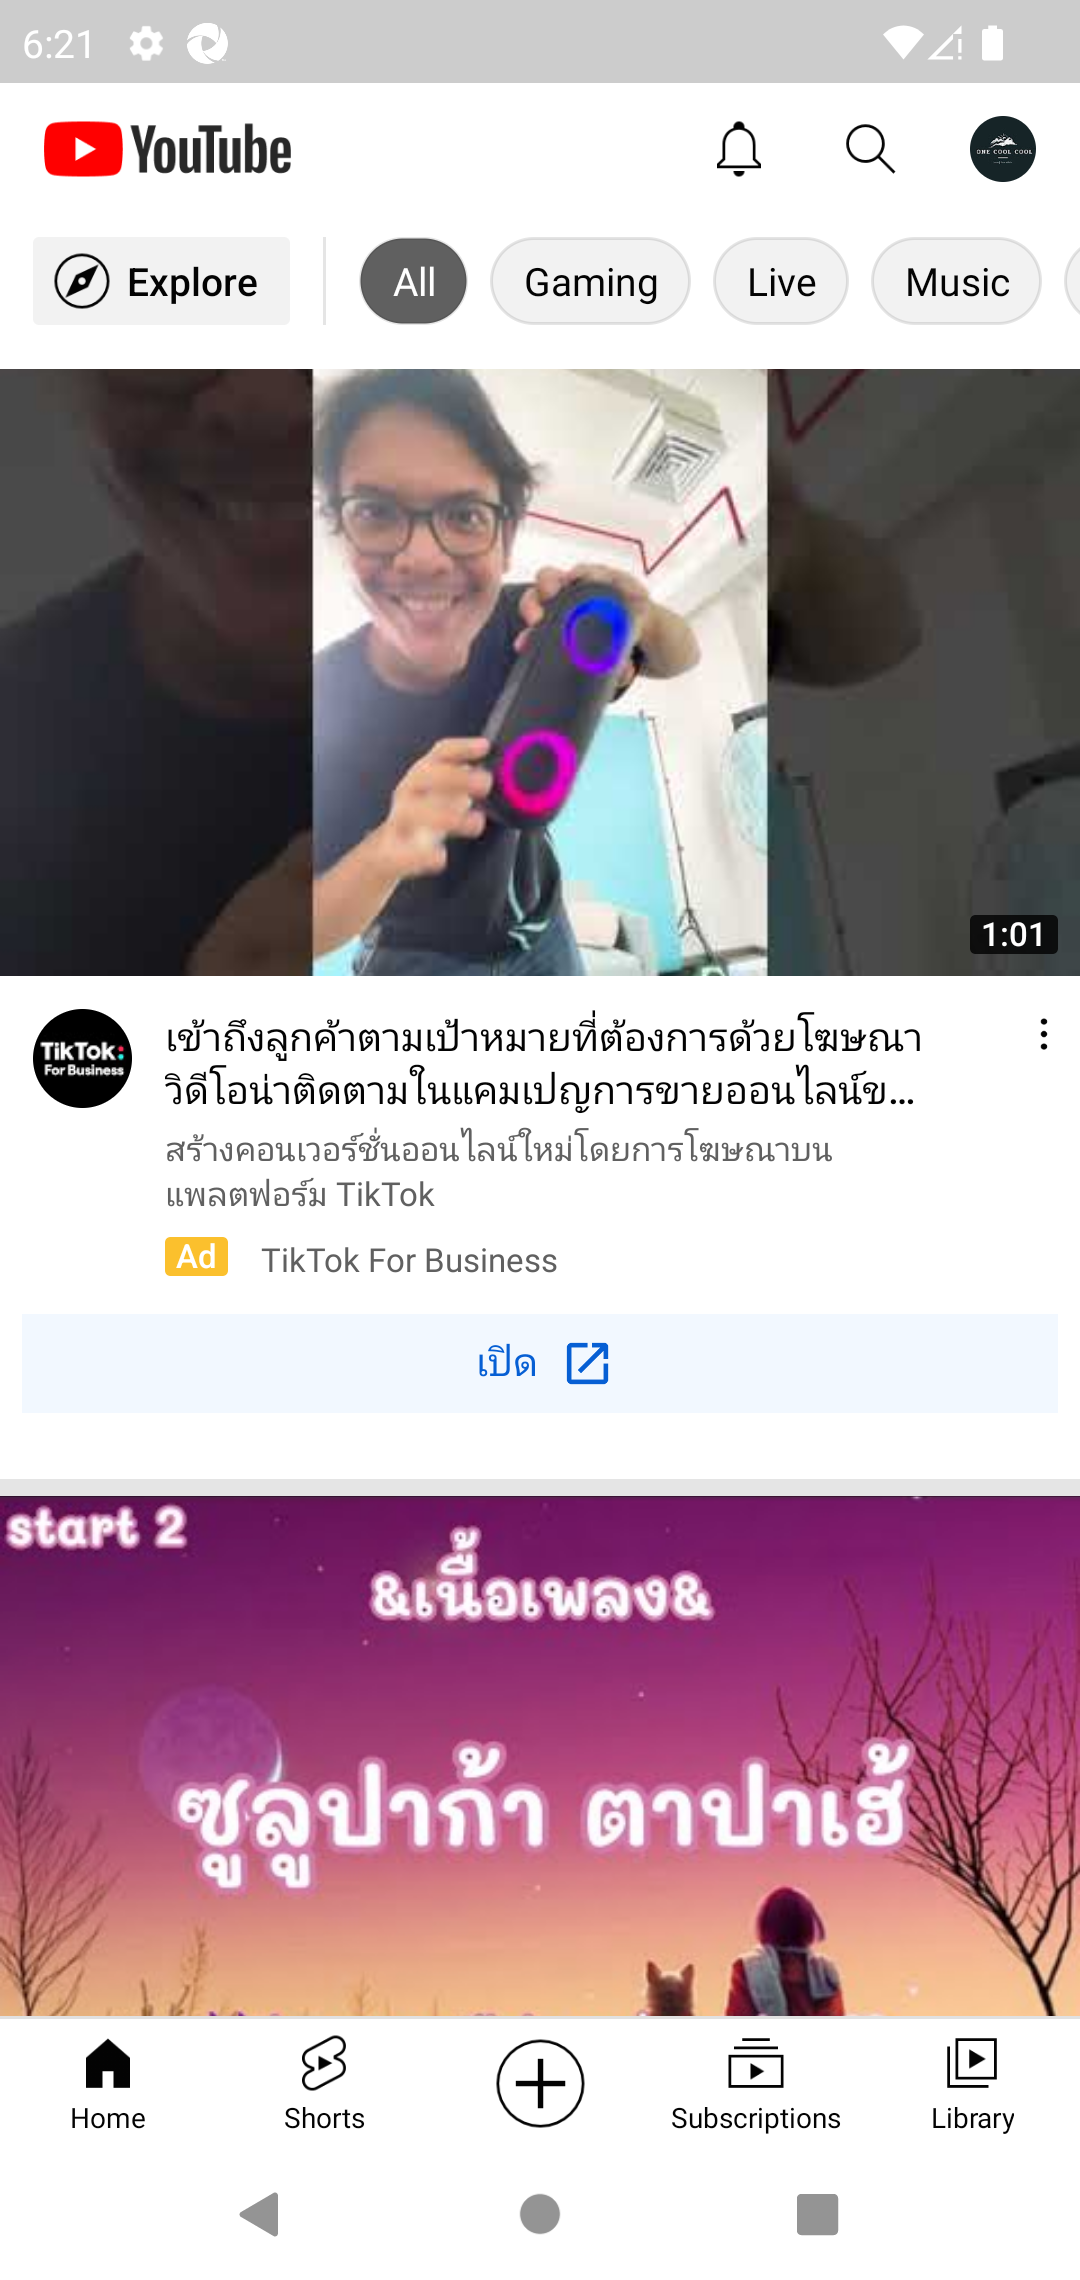 6:21
YouTube
ONE COOL COOL
Explore
All
Gaming
Live
Music
1:01
TikTok:
For Business
เข้าถึงลูกค้าตามเป้าหมายที่ต้องการด้วยโฆษณา
วิดีโอน่าติดตามในแคมเปญการขายออนไลน์ข...
สร้างคอนเวอร์ชั่นออนไลน์ใหม่โดยการโฆษณาบน
แพลตฟอร์ม TikTok
Ad TikTok For Business
เปิด
start 2
&เนื้อเพลง&
ซูลูปาก้า ตาปาเฮ้
Home
Shorts
Subscriptions
Library